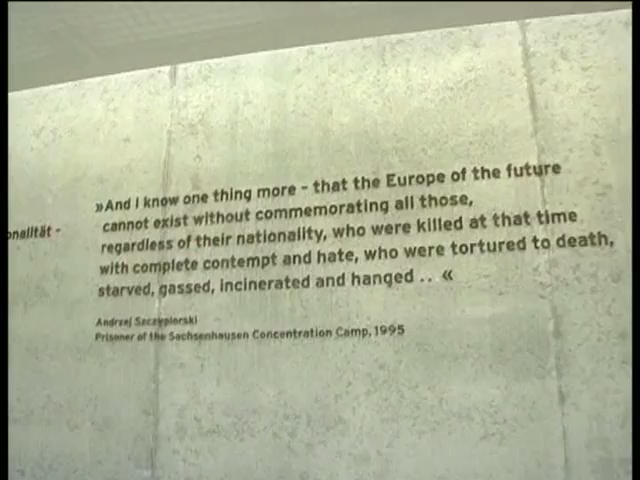 onalität -
»And I know one thing more - that the Europe of the future
cannot exist without commemorating all those,
regardless of their nationality, who were killed at that time
with complete contempt and hate, who were tortured to death,
starved, gassed, incinerated and hanged .. «
Andrzej Szczypiorski
Prisoner of the Sachsenhausen Concentration Camp, 1995